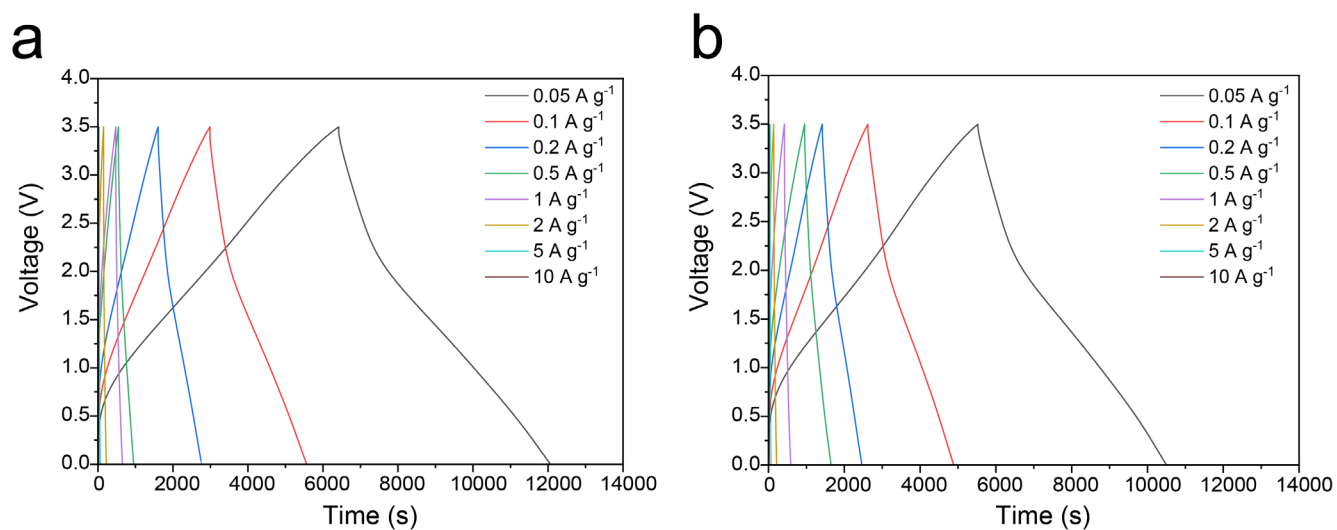 a
4.0
3.5
3.0
2.5
2.0
1.5
1.0
0.5
0.0
Voltage (V)
0 2000 4000 6000 8000 10000 12000 14000
Time (s)
0.05 A g⁻¹
0.1 A g⁻¹
0.2 A g⁻¹
0.5 A g⁻¹
1 A g⁻¹
2 A g⁻¹
5 A g⁻¹
10 A g⁻¹
b
4.0
3.5
3.0
2.5
2.0
1.5
1.0
0.5
0.0
Voltage (V)
0 2000 4000 6000 8000 10000 12000 14000
Time (s)
0.05 A g⁻¹
0.1 A g⁻¹
0.2 A g⁻¹
0.5 A g⁻¹
1 A g⁻¹
2 A g⁻¹
5 A g⁻¹
10 A g⁻¹